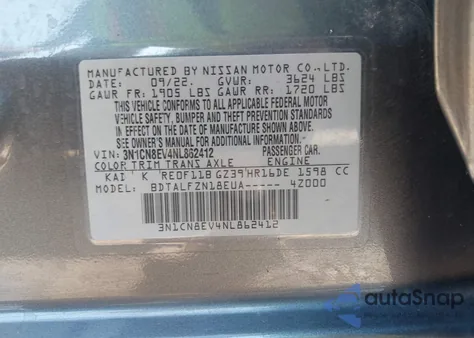 MANUFACTURED BY NISSAN MOTOR CO.,LTD.
DATE: 09/22. GVWR: 3624 LBS
GAWR FR: 1905 LBS GAWR RR: 1720 LBS
THIS VEHICLE CONFORMS TO ALL APPLICABLE FEDERAL MOTOR
VEHICLE SAFETY, BUMPER, AND THEFT PREVENTION STANDARDS
IN EFFECT ON THE DATE OF MANUFACTURE SHOWN ABOVE. SEE
OWNER'S MANUAL FOR ADDITIONAL INFORMATION.
VIN: 3N1CN8EV4NL862412
COLOR TRIM TRANS AXLE ENGINE
KAI K RE0F11B GZ39 HR16DE 1598 CC
MODEL: BDTALFZN18EUA----- 4Z000
3N1CN8EV4NL862412
autoSnap